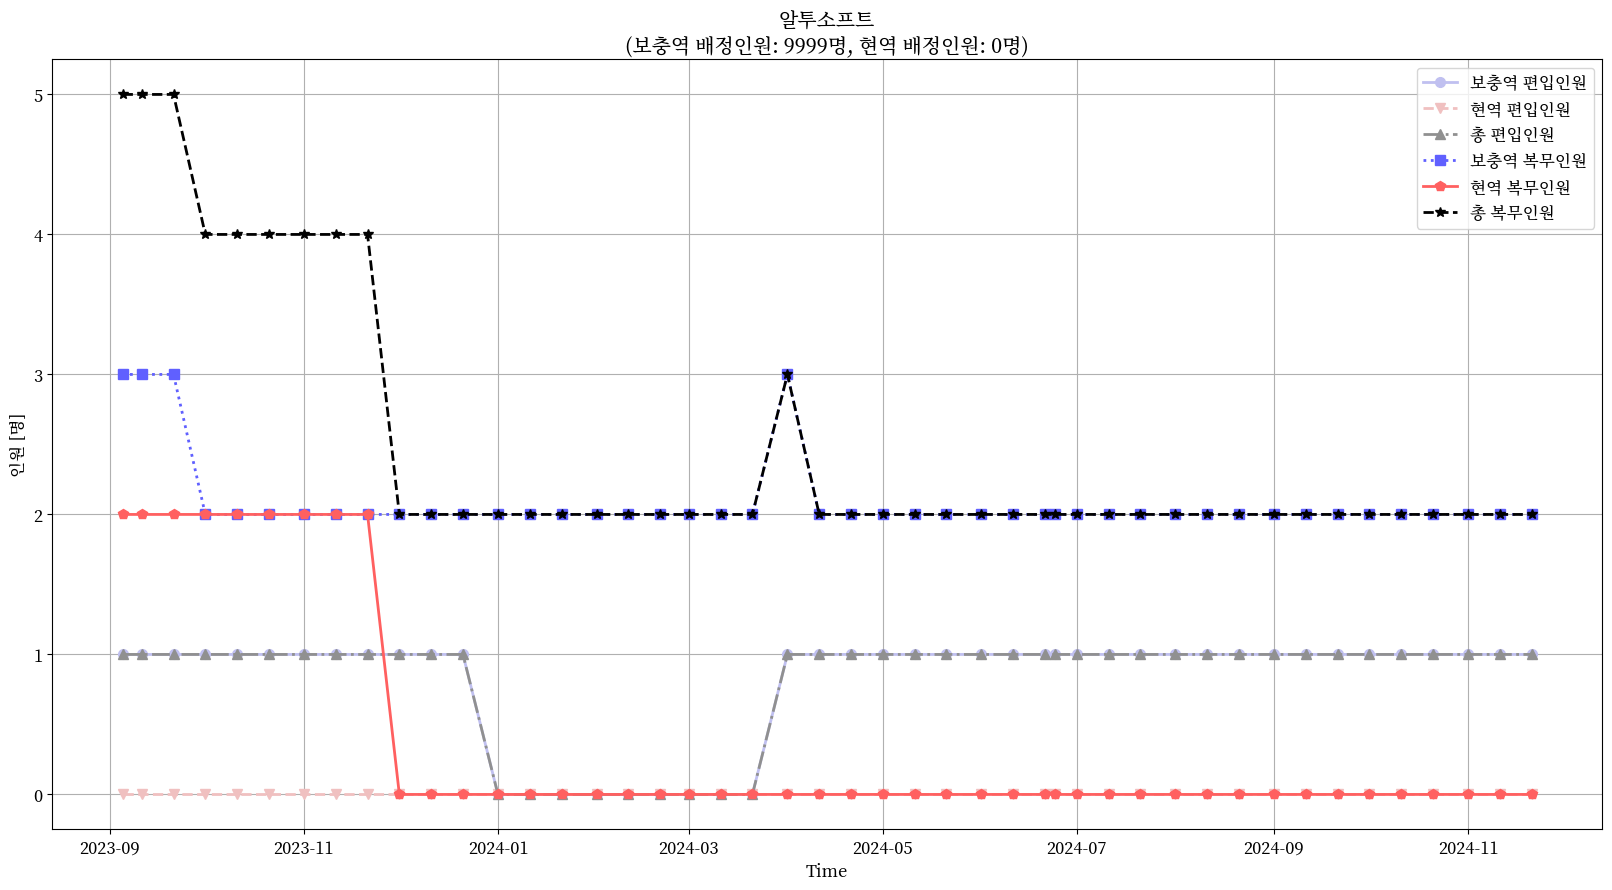 알투소프트
(보충역 배정인원: 9999명, 현역 배정인원: 0명)
보충역 편입인원
현역 편입인원
총 편입인원
보충역 복무인원
현역 복무인원
총 복무인원
인원 [명]
5
4
3
2
1
0
2023-09
2023-11
2024-01
2024-03
2024-05
2024-07
2024-09
2024-11
Time